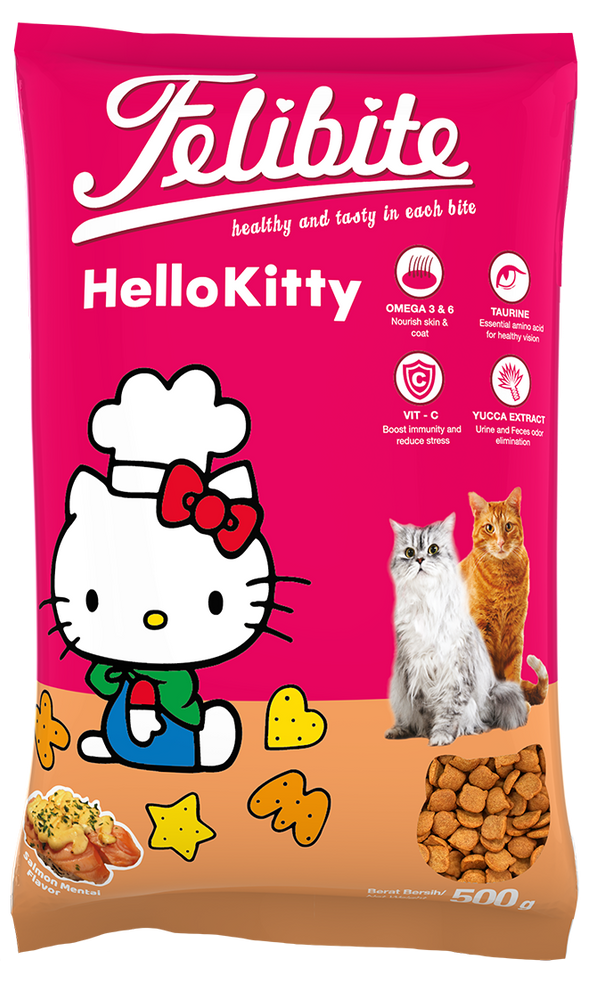 Felibite
healthy and tasty in each bite
HelloKitty
OMEGA 3 & 6
Nourish skin &
coat
TAURINE
Essential amino acid
for healthy vision
C
VIT - C
Boost immunity and
reduce stress
YUCCA EXTRACT
Urine and Feces odor
elimination
Salmon Mentai
Flavor
Berat Bersih/
Net Weight
500g